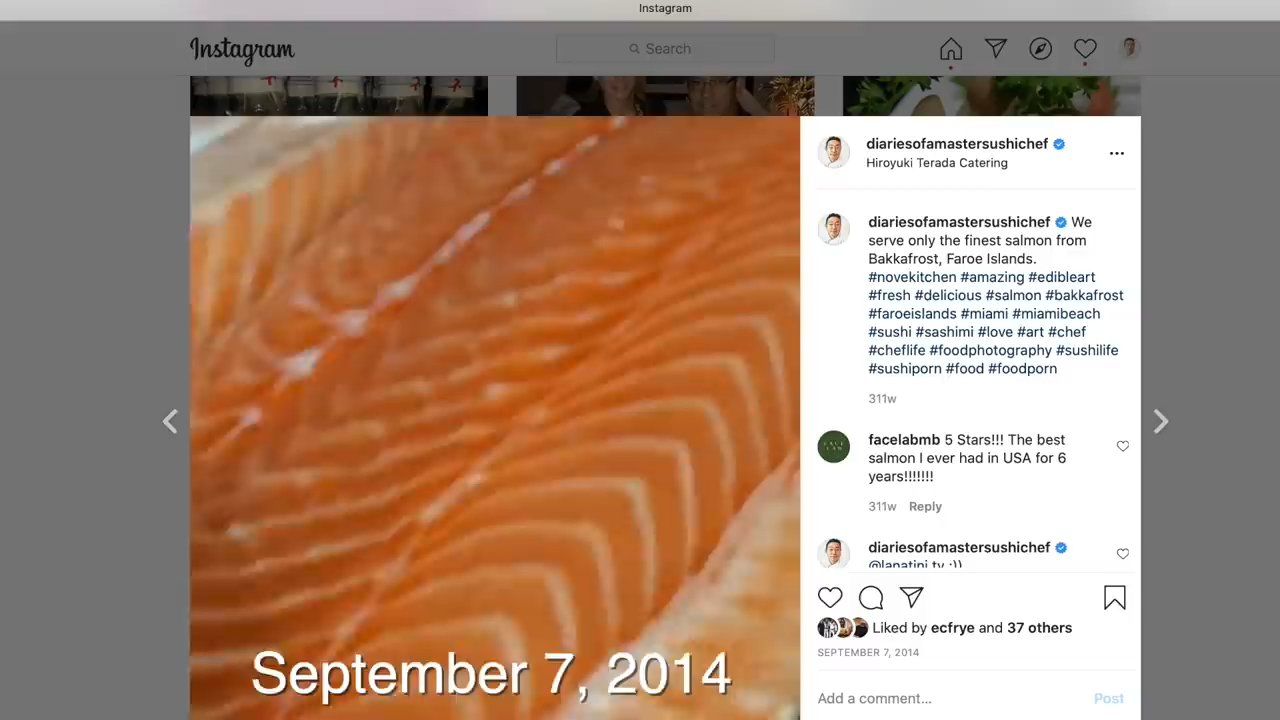 Instagram
Instagram
Search
diariesofamastersushichef
Hiroyuki Terada Catering
diariesofamastersushichef We
serve only the finest salmon from
Bakkafrost, Faroe Islands.
#novekitchen #amazing #edibleart
#fresh #delicious #salmon #bakkafrost
#faroeislands #miami #miamibeach
#sushi #sashimi #love #art #chef
#cheflife #foodphotography #sushilife
#sushiporn #food #foodporn
311w
facelabmb 5 Stars!!! The best
salmon I ever had in USA for 6
years!!!!!!!
311w Reply
diariesofamastersushichef
Liked by ecfrye and 37 others
SEPTEMBER 7, 2014
Add a comment... Post
September 7, 2014